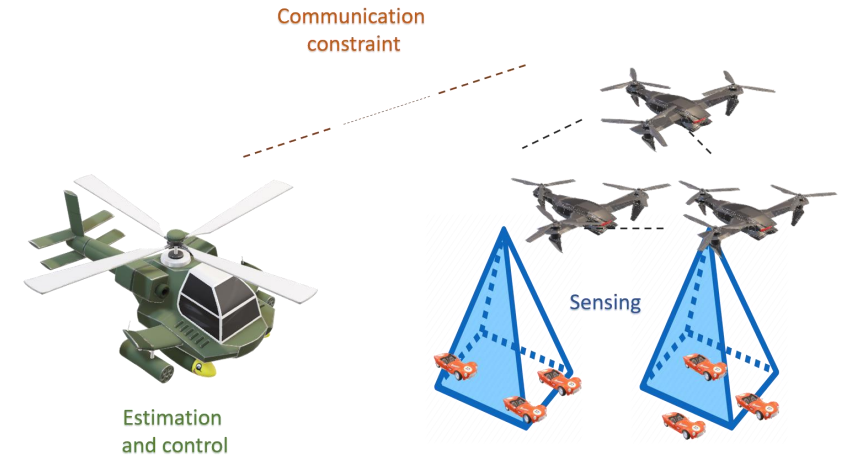 Communication
constraint
Sensing
Estimation
and control